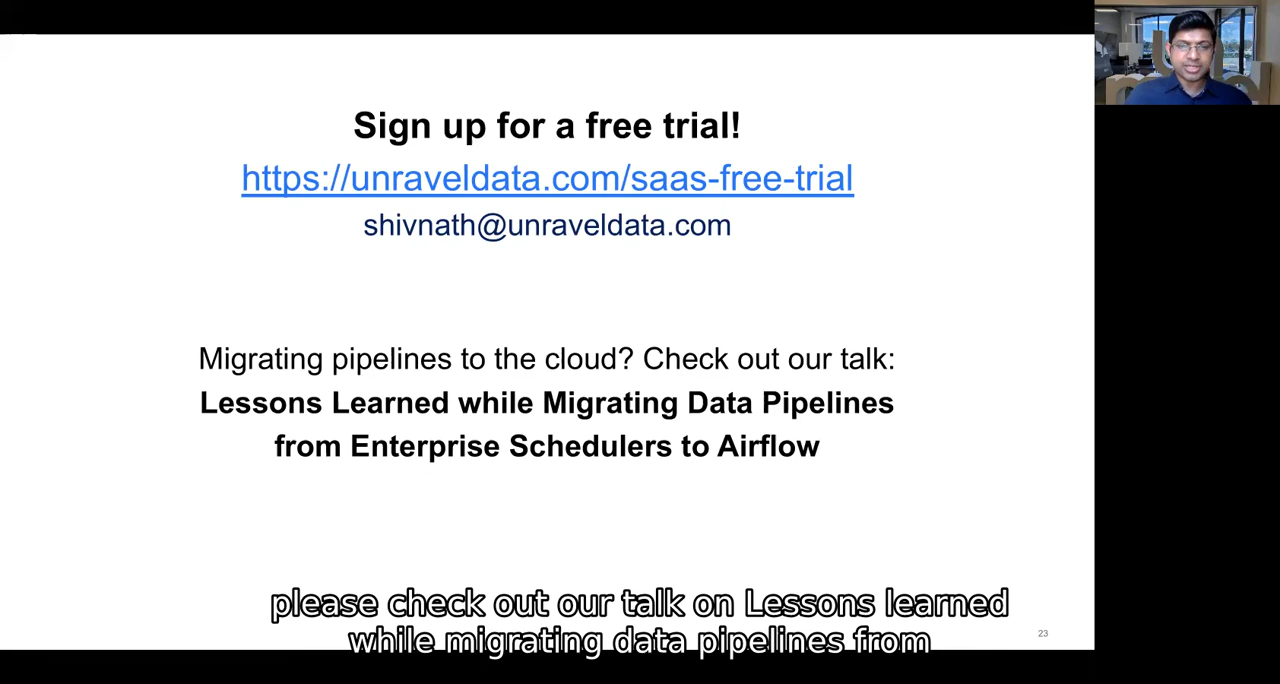 Sign up for a free trial!
https://unraveldata.com/saas-free-trial
shivnath@unraveldata.com
Migrating pipelines to the cloud? Check out our talk:
Lessons Learned while Migrating Data Pipelines
from Enterprise Schedulers to Airflow
please check out our talk on Lessons learned
while migrating data pipelines from
23